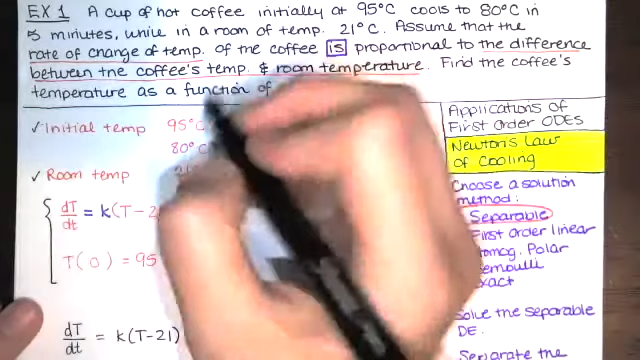 EX 1 A cup of hot coffee initially at 95°C cools to 80°C in
5 minutes, while in a room of temp. 21°C. Assume that the
rate of change of temp. of the coffee is proportional to the difference
between the coffee's temp. & room temperature. Find the coffee's
temperature as a function of
✓ Initial temp 95°C
80°C
✓ Room temp
dT/dt = k(T-2
T(0) = 95
dT/dt = k(T-21)
Applications of
First Order ODEs
Newton's Law
of Cooling
Choose a solution
method:
Separable
First order linear
Polar
Solve the separable
DE.
Separate the